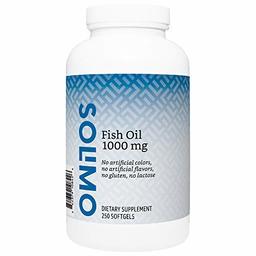 SOLIMO
Fish Oil
1000 mg
No artificial colors,
no artificial flavors,
no gluten, no lactose
DIETARY SUPPLEMENT
250 SOFTGELS